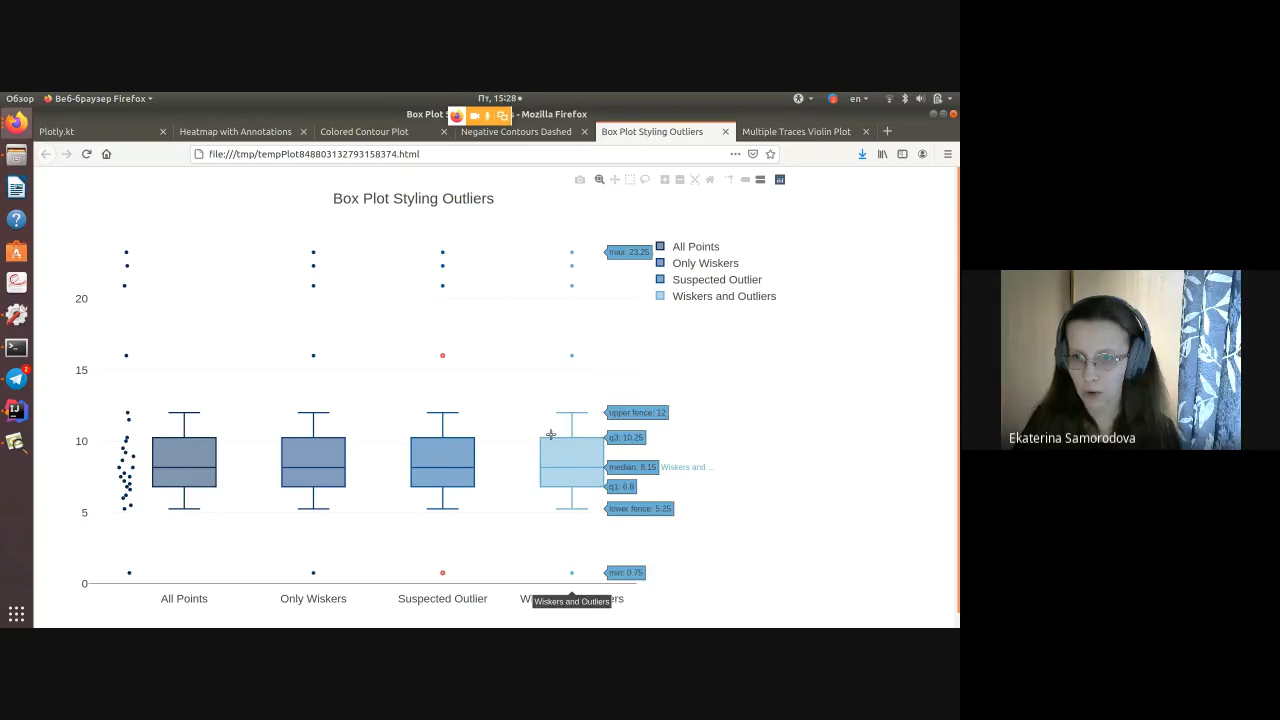 Обзор Веб-браузер Firefox Пт, 15:28 en
Box Plot S - Mozilla Firefox
Plotly.kt Heatmap with Annotations Colored Contour Plot Negative Contours Dashed Box Plot Styling Outliers Multiple Traces Violin Plot
file:///tmp/tempPlot848803132793158374.html
Box Plot Styling Outliers
max: 23.25
All Points
Only Wiskers
Suspected Outlier
Wiskers and Outliers
20
15
upper fence: 12
10
q3: 10.25
median: 8.15 Wiskers and ...
q1: 6.8
lower fence: 5.25
5
min: 0.75
0
All Points Only Wiskers Suspected Outlier
Wiskers and Outliers
2
Ekaterina Samorodova